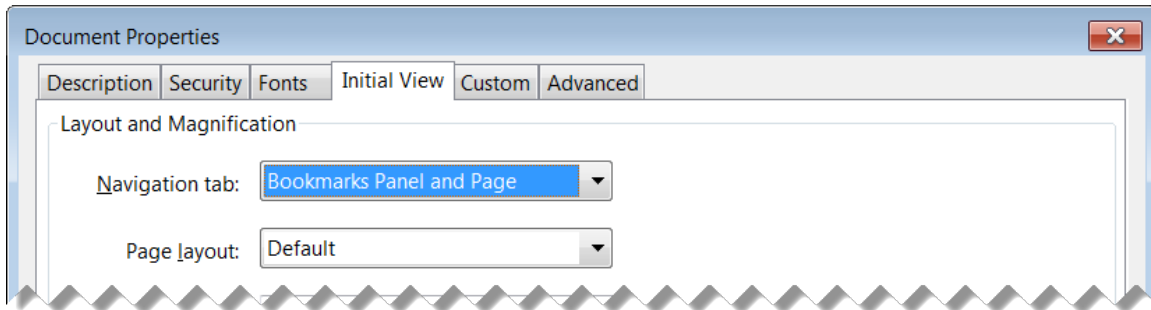 Document Properties
Description Security Fonts Initial View Custom Advanced
Layout and Magnification
Navigation tab: Bookmarks Panel and Page
Page layout: Default